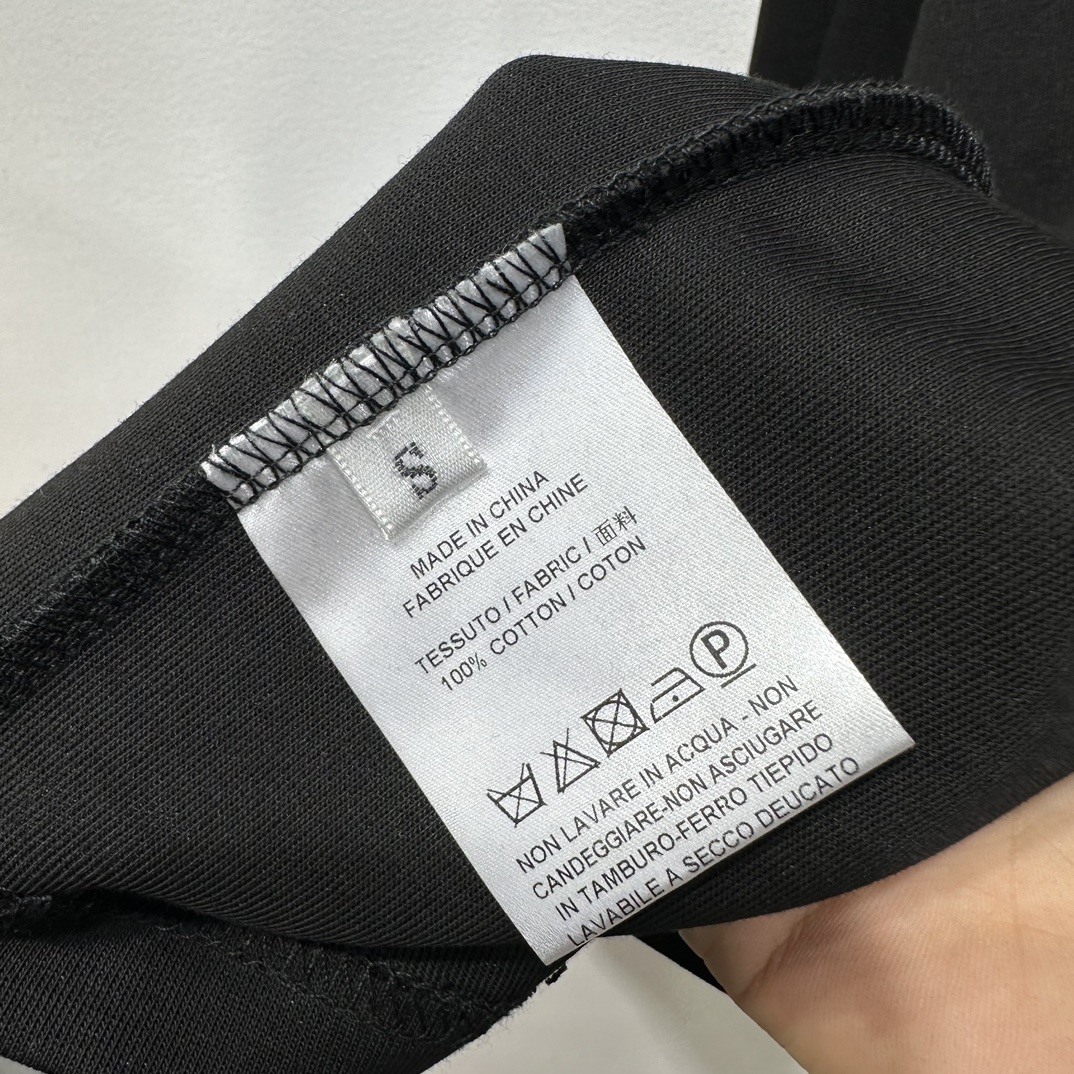 S
MADE IN CHINA
FABRIQUE EN CHINE
TESSUTO / FABRIC / 面料
100% COTTON / COTON
P
NON LAVARE IN ACQUA - NON
CANDEGGIARE-NON ASCIUGARE
IN TAMBURO-FERRO TIEPIDO
LAVABILE A SECCO DEUCATO